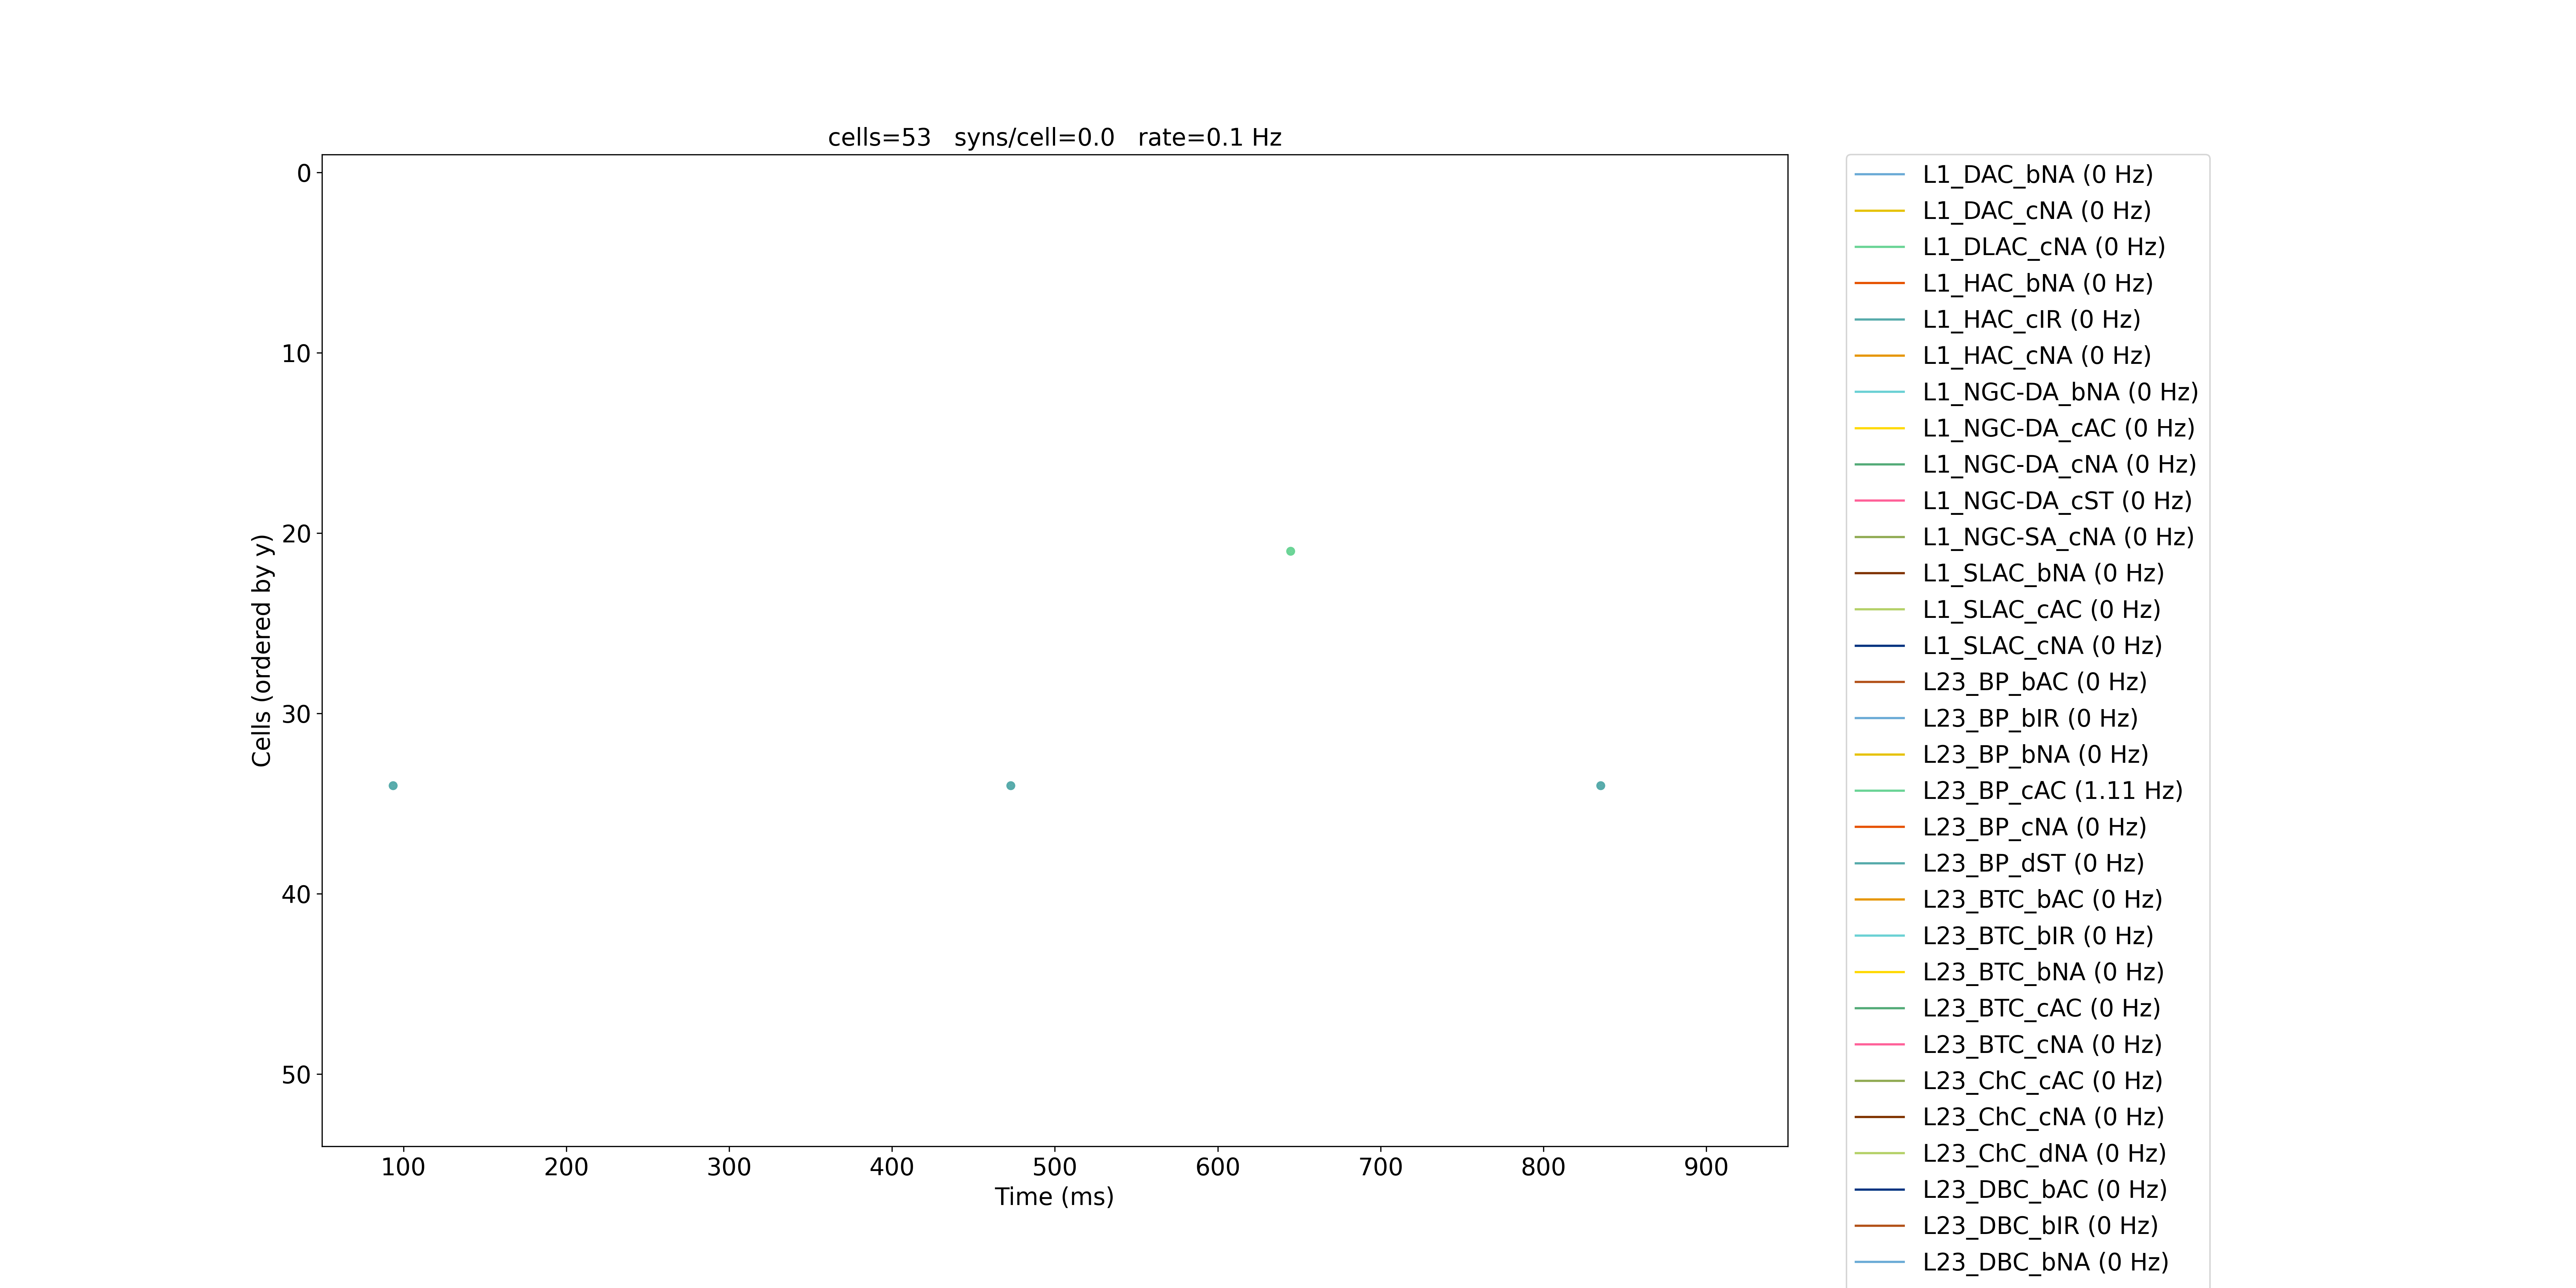 cells=53   syns/cell=0.0   rate=0.1 Hz
0
10
20
30
40
50
Cells (ordered by y)
100 200 300 400 500 600 700 800 900
Time (ms)
L1_DAC_bNA (0 Hz)
L1_DAC_cNA (0 Hz)
L1_DLAC_cNA (0 Hz)
L1_HAC_bNA (0 Hz)
L1_HAC_cIR (0 Hz)
L1_HAC_cNA (0 Hz)
L1_NGC-DA_bNA (0 Hz)
L1_NGC-DA_cAC (0 Hz)
L1_NGC-DA_cNA (0 Hz)
L1_NGC-DA_cST (0 Hz)
L1_NGC-SA_cNA (0 Hz)
L1_SLAC_bNA (0 Hz)
L1_SLAC_cAC (0 Hz)
L1_SLAC_cNA (0 Hz)
L23_BP_bAC (0 Hz)
L23_BP_bIR (0 Hz)
L23_BP_bNA (0 Hz)
L23_BP_cAC (1.11 Hz)
L23_BP_cNA (0 Hz)
L23_BP_dST (0 Hz)
L23_BTC_bAC (0 Hz)
L23_BTC_bIR (0 Hz)
L23_BTC_bNA (0 Hz)
L23_BTC_cAC (0 Hz)
L23_BTC_cNA (0 Hz)
L23_ChC_cAC (0 Hz)
L23_ChC_cNA (0 Hz)
L23_ChC_dNA (0 Hz)
L23_DBC_bAC (0 Hz)
L23_DBC_bIR (0 Hz)
L23_DBC_bNA (0 Hz)